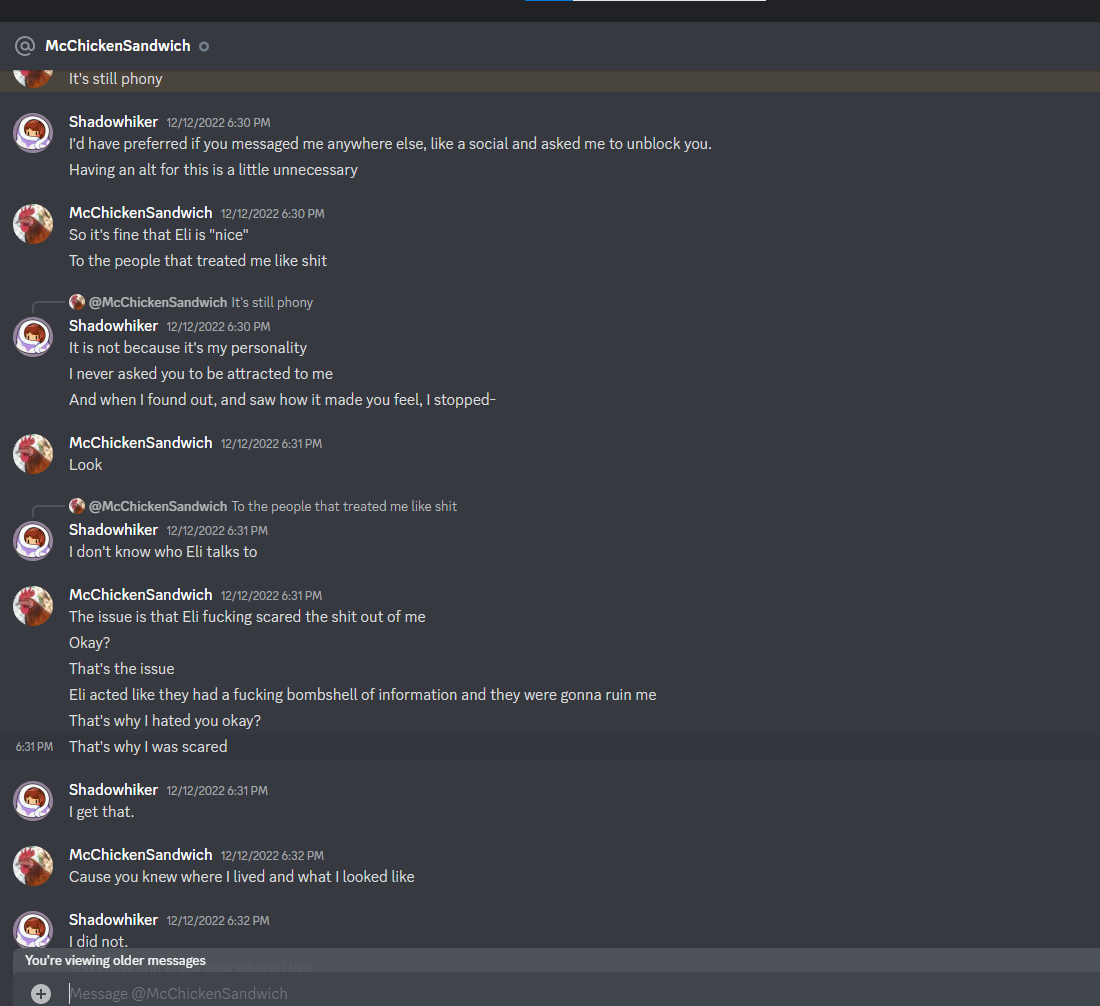 @ McChickenSandwich
It's still phony
Shadowhiker 12/12/2022 6:30 PM
I'd have preferred if you messaged me anywhere else, like a social and asked me to unblock you.
Having an alt for this is a little unnecessary
McChickenSandwich 12/12/2022 6:30 PM
So it's fine that Eli is "nice"
To the people that treated me like shit
@McChickenSandwich It's still phony
Shadowhiker 12/12/2022 6:30 PM
It is not because it's my personality
I never asked you to be attracted to me
And when I found out, and saw how it made you feel, I stopped-
McChickenSandwich 12/12/2022 6:31 PM
Look
@McChickenSandwich To the people that treated me like shit
Shadowhiker 12/12/2022 6:31 PM
I don't know who Eli talks to
McChickenSandwich 12/12/2022 6:31 PM
The issue is that Eli fucking scared the shit out of me
Okay?
That's the issue
Eli acted like they had a fucking bombshell of information and they were gonna ruin me
That's why I hated you okay?
6:31 PM That's why I was scared
Shadowhiker 12/12/2022 6:31 PM
I get that.
McChickenSandwich 12/12/2022 6:32 PM
Cause you knew where I lived and what I looked like
Shadowhiker 12/12/2022 6:32 PM
I did not.
You're viewing older messages
where I live
Message @McChickenSandwich